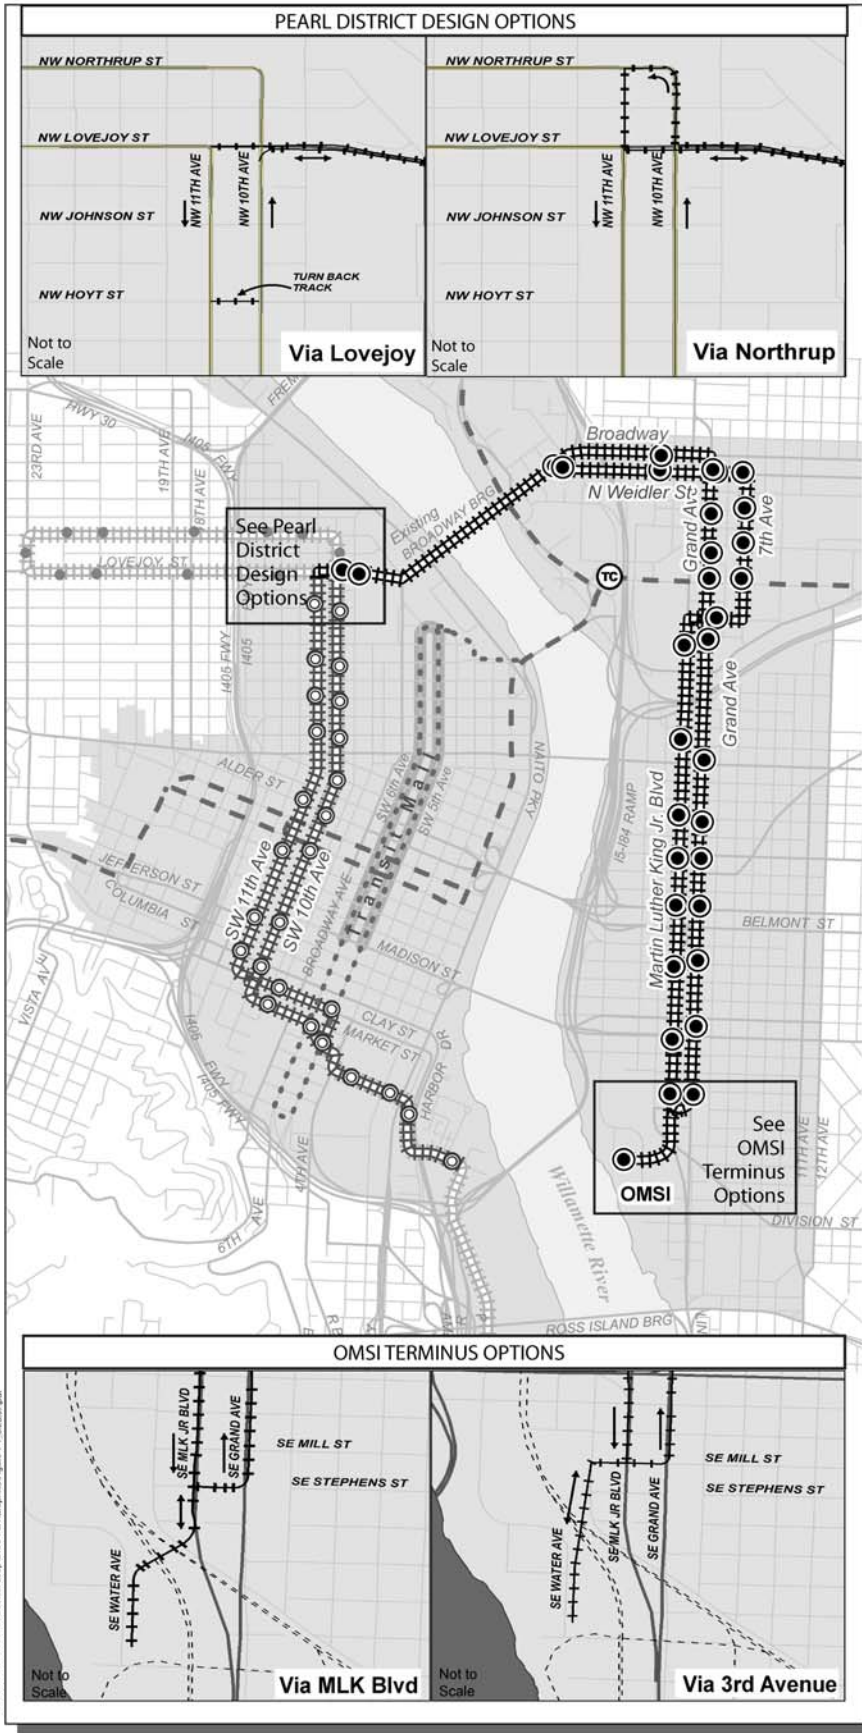 PEARL DISTRICT DESIGN OPTIONS
NW NORTHRUP ST
NW LOVEJOY ST
NW 11TH AVE
NW 10TH AVE
NW JOHNSON ST
NW HOYT ST
TURN BACK
TRACK
Not to
Scale
Via Lovejoy
NW NORTHRUP ST
NW LOVEJOY ST
NW 11TH AVE
NW 10TH AVE
NW JOHNSON ST
NW HOYT ST
Not to
Scale
Via Northrup
23RD AVE
HWY 30
19TH AVE
I405 FWY
FREM
Broadway
N Weidler St
Existing
BROADWAY BRG
Grand Ave
7th Ave
See Pearl
District
Design
Options
LOVEJOY ST
TC
I405 FWY
I405
Grand Ave
ALDER ST
SW 6th Ave
SW 5th Ave
Transit Mall
NAITO PKY
I5-I84 RAMP
Martin Luther King Jr. Blvd
JEFFERSON ST
COLUMBIA ST
SW 11th Ave
SW 10th Ave
BROADWAY AVE
MADISON ST
BELMONT ST
VISTA AVE
CLAY ST
MARKET ST
HARBOR DR
I405 FWY
4TH AVE
6TH AVE
See
OMSI
Terminus
Options
OMSI
11TH AVE
12TH AVE
DIVISION ST
Willamette River
ROSS ISLAND BRG
OMSI TERMINUS OPTIONS
SE MLK JR BLVD
SE GRAND AVE
SE MILL ST
SE STEPHENS ST
SE WATER AVE
Not to
Scale
Via MLK Blvd
SE MILL ST
SE STEPHENS ST
SE MLK JR BLVD
SE GRAND AVE
SE WATER AVE
Not to
Scale
Via 3rd Avenue